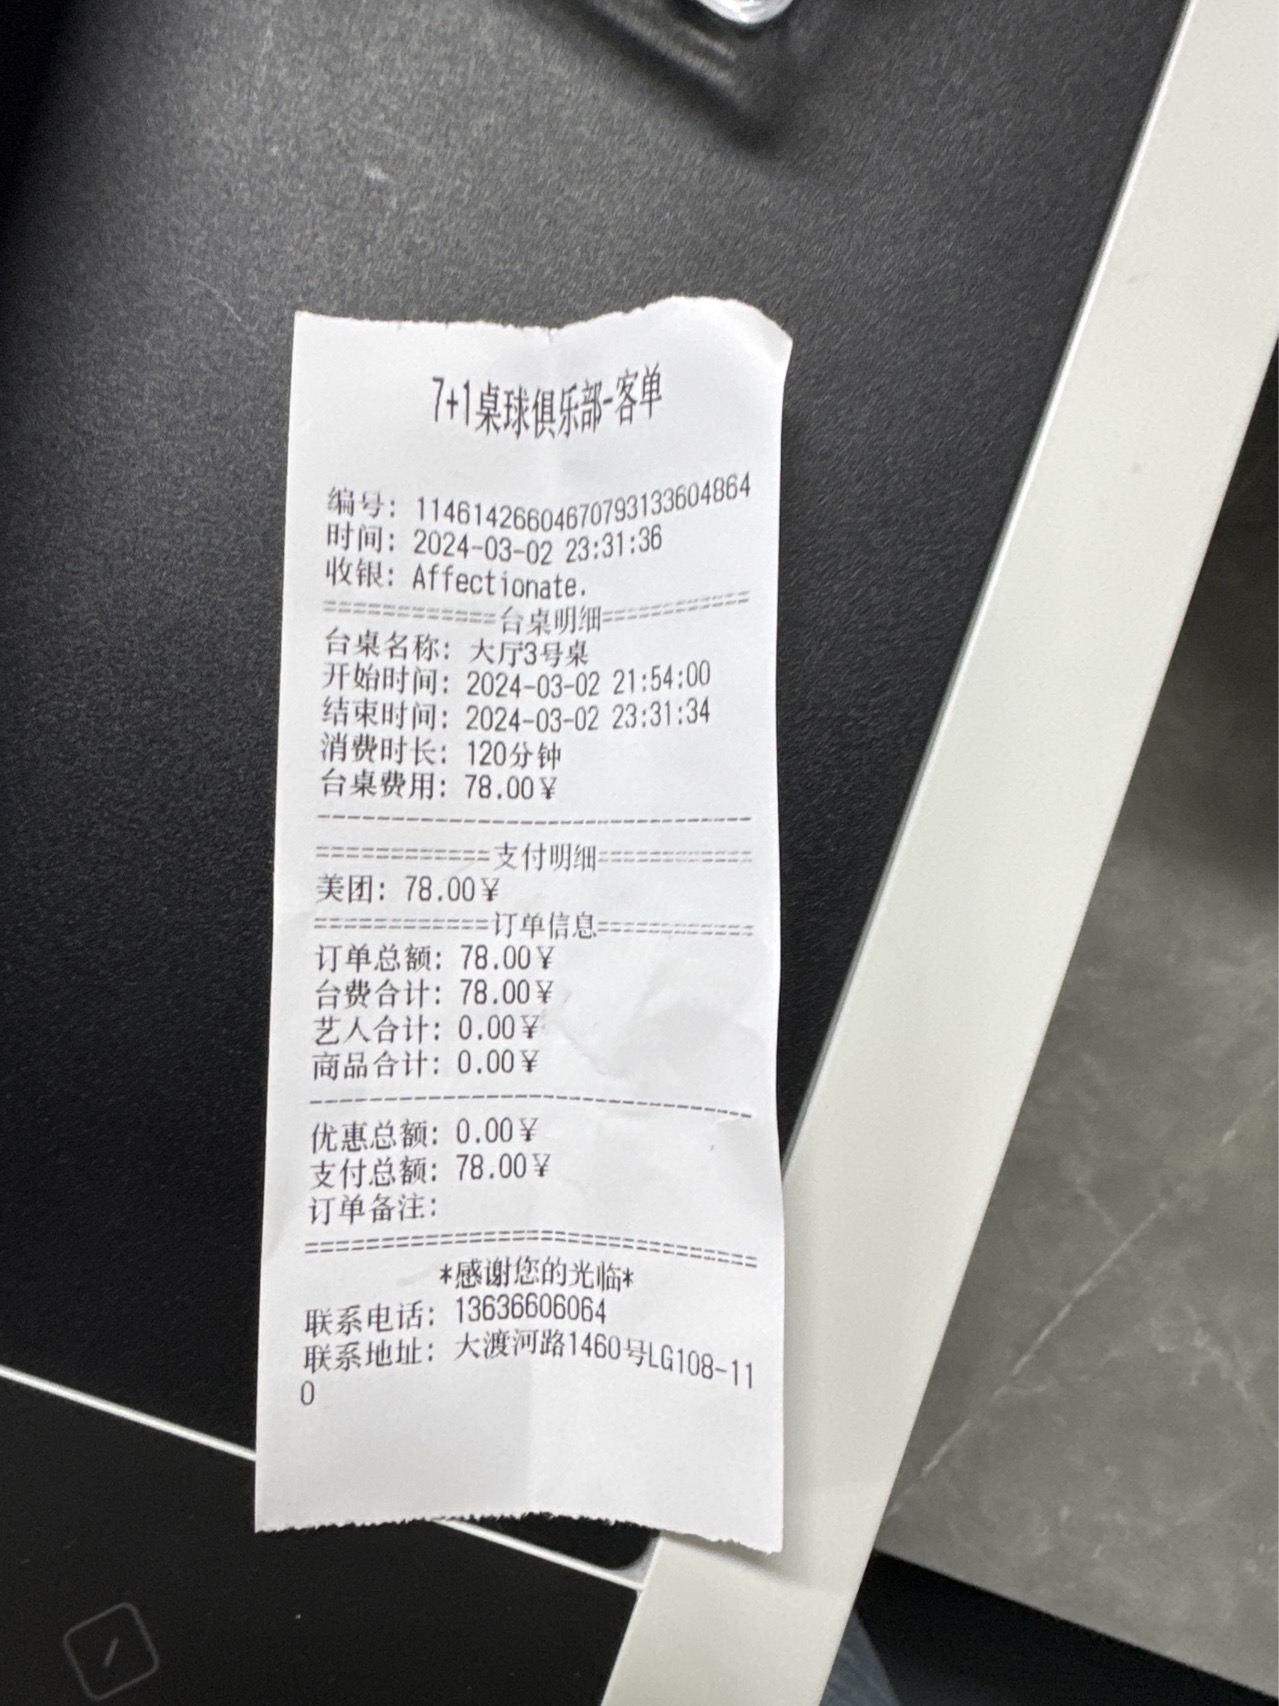 7+1桌球俱乐部-客单
编号: 1146142660467079313360​4864
时间: 2024-03-02 23:31:36
收银: Affectionate.
============台桌明细============
台桌名称: 大厅3号桌
开始时间: 2024-03-02 21:54:00
结束时间: 2024-03-02 23:31:34
消费时长: 120分钟
台桌费用: 78.00¥
--------------------------------
============支付明细============
美团: 78.00¥
============订单信息============
订单总额: 78.00¥
台费合计: 78.00¥
艺人合计: 0.00¥
商品合计: 0.00¥
--------------------------------
优惠总额: 0.00¥
支付总额: 78.00¥
订单备注:
================================
*感谢您的光临*
联系电话: 13636606064
联系地址: 大渡河路1460号LG108-11
0